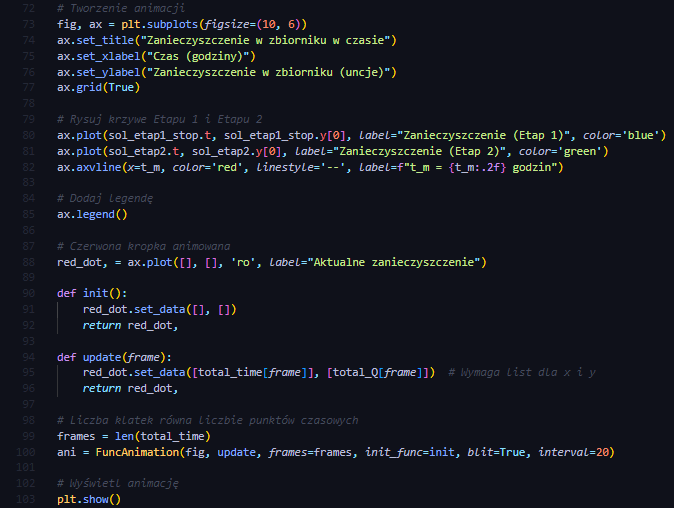 72 # Tworzenie animacji
73 fig, ax = plt.subplots(figsize=(10, 6))
74 ax.set_title("Zanieczyszczenie w zbiorniku w czasie")
75 ax.set_xlabel("Czas (godziny)")
76 ax.set_ylabel("Zanieczyszczenie w zbiorniku (uncje)")
77 ax.grid(True)
78
79 # Rysuj krzywe Etapu 1 i Etapu 2
80 ax.plot(sol_etap1_stop.t, sol_etap1_stop.y[0], label="Zanieczyszczenie (Etap 1)", color='blue')
81 ax.plot(sol_etap2.t, sol_etap2.y[0], label="Zanieczyszczenie (Etap 2)", color='green')
82 ax.axvline(x=t_m, color='red', linestyle='--', label=f"t_m = {t_m:.2f} godzin")
83
84 # Dodaj legendę
85 ax.legend()
86
87 # Czerwona kropka animowana
88 red_dot, = ax.plot([], [], 'ro', label="Aktualne zanieczyszczenie")
89
90 def init():
91     red_dot.set_data([], [])
92     return red_dot,
93
94 def update(frame):
95     red_dot.set_data([total_time[frame]], [total_Q[frame]])  # Wymaga list dla x i y
96     return red_dot,
97
98 # Liczba klatek równa liczbie punktów czasowych
99 frames = len(total_time)
100 ani = FuncAnimation(fig, update, frames=frames, init_func=init, blit=True, interval=20)
101
102 # Wyświetl animację
103 plt.show()